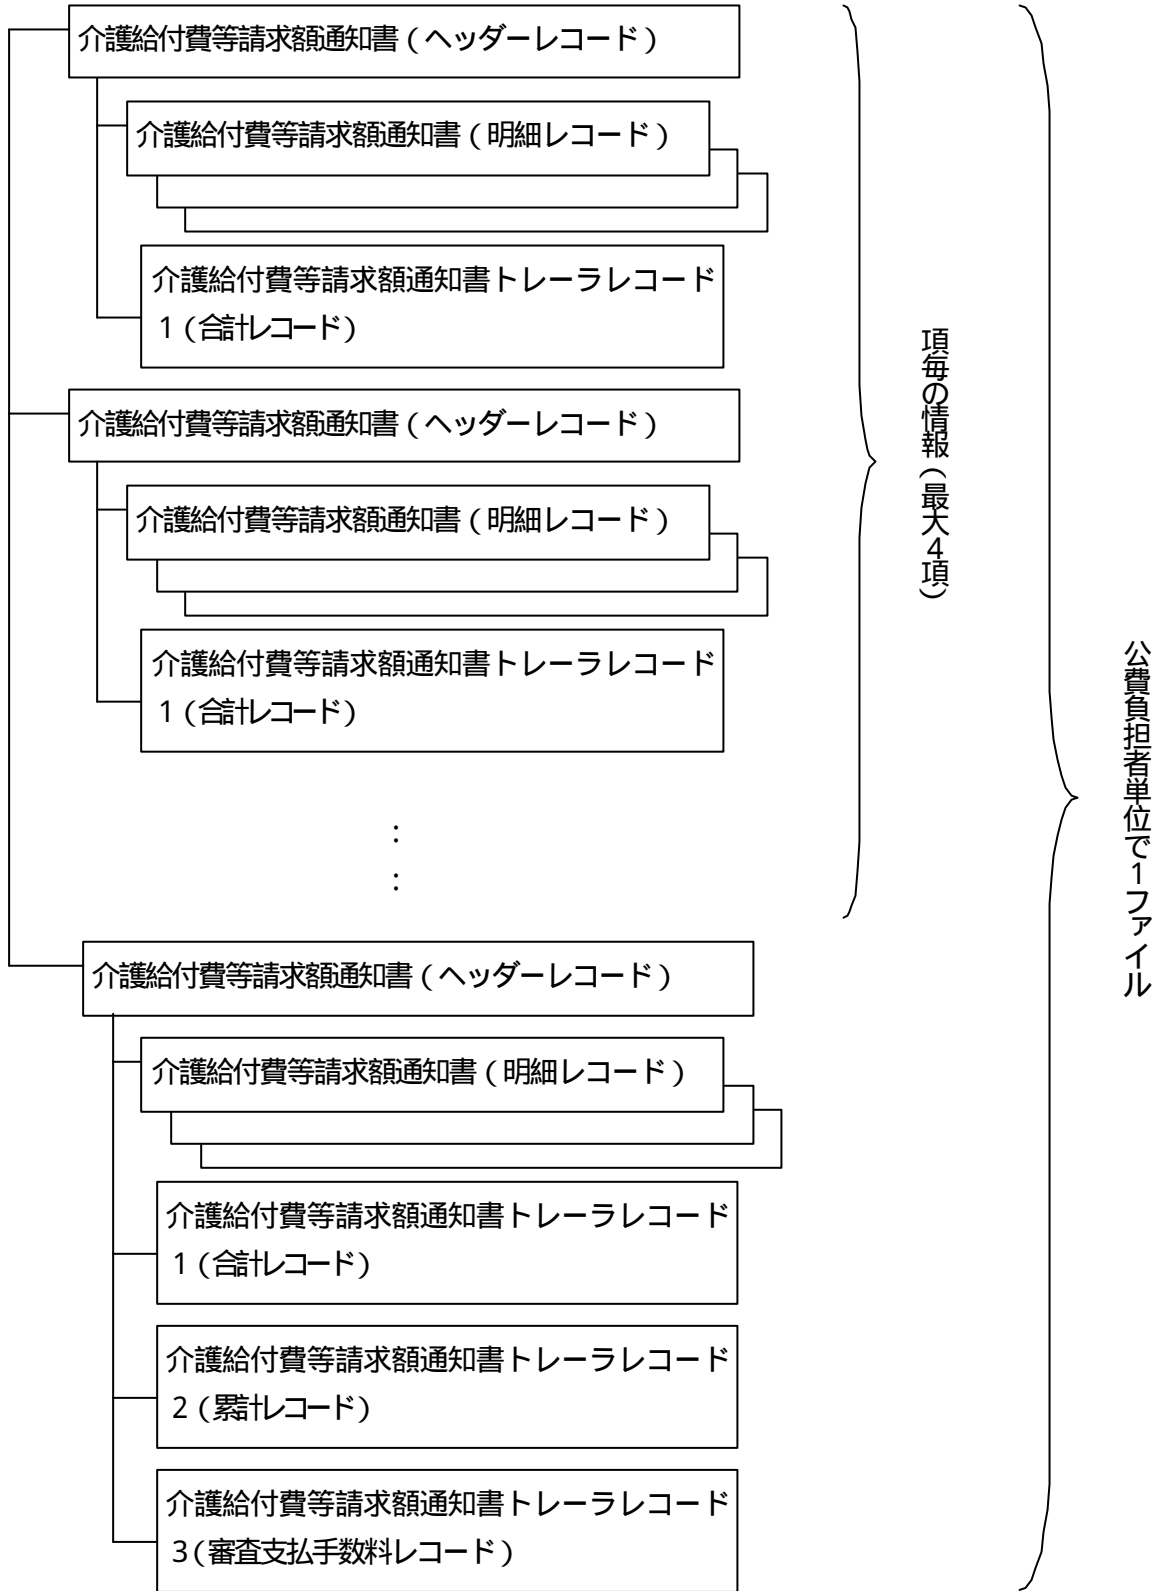 介護給付費等請求額通知書（ヘッダーレコード）
介護給付費等請求額通知書（明細レコード）
介護給付費等請求額通知書トレーラレコード
1（合計レコード）
介護給付費等請求額通知書（ヘッダーレコード）
介護給付費等請求額通知書（明細レコード）
介護給付費等請求額通知書トレーラレコード
1（合計レコード）
：
：
介護給付費等請求額通知書（ヘッダーレコード）
介護給付費等請求額通知書（明細レコード）
介護給付費等請求額通知書トレーラレコード
1（合計レコード）
介護給付費等請求額通知書トレーラレコード
2（累計レコード）
介護給付費等請求額通知書トレーラレコード
3（審査支払手数料レコード）
項毎の情報（最大4項）
公費負担者単位で1ファイル